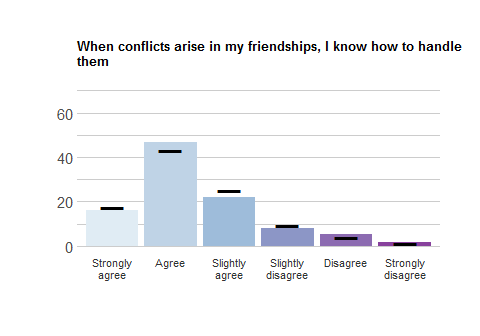 When conflicts arise in my friendships, I know how to handle
them
60
40
20
0
Strongly
agree
Agree
Slightly
agree
Slightly
disagree
Disagree
Strongly
disagree